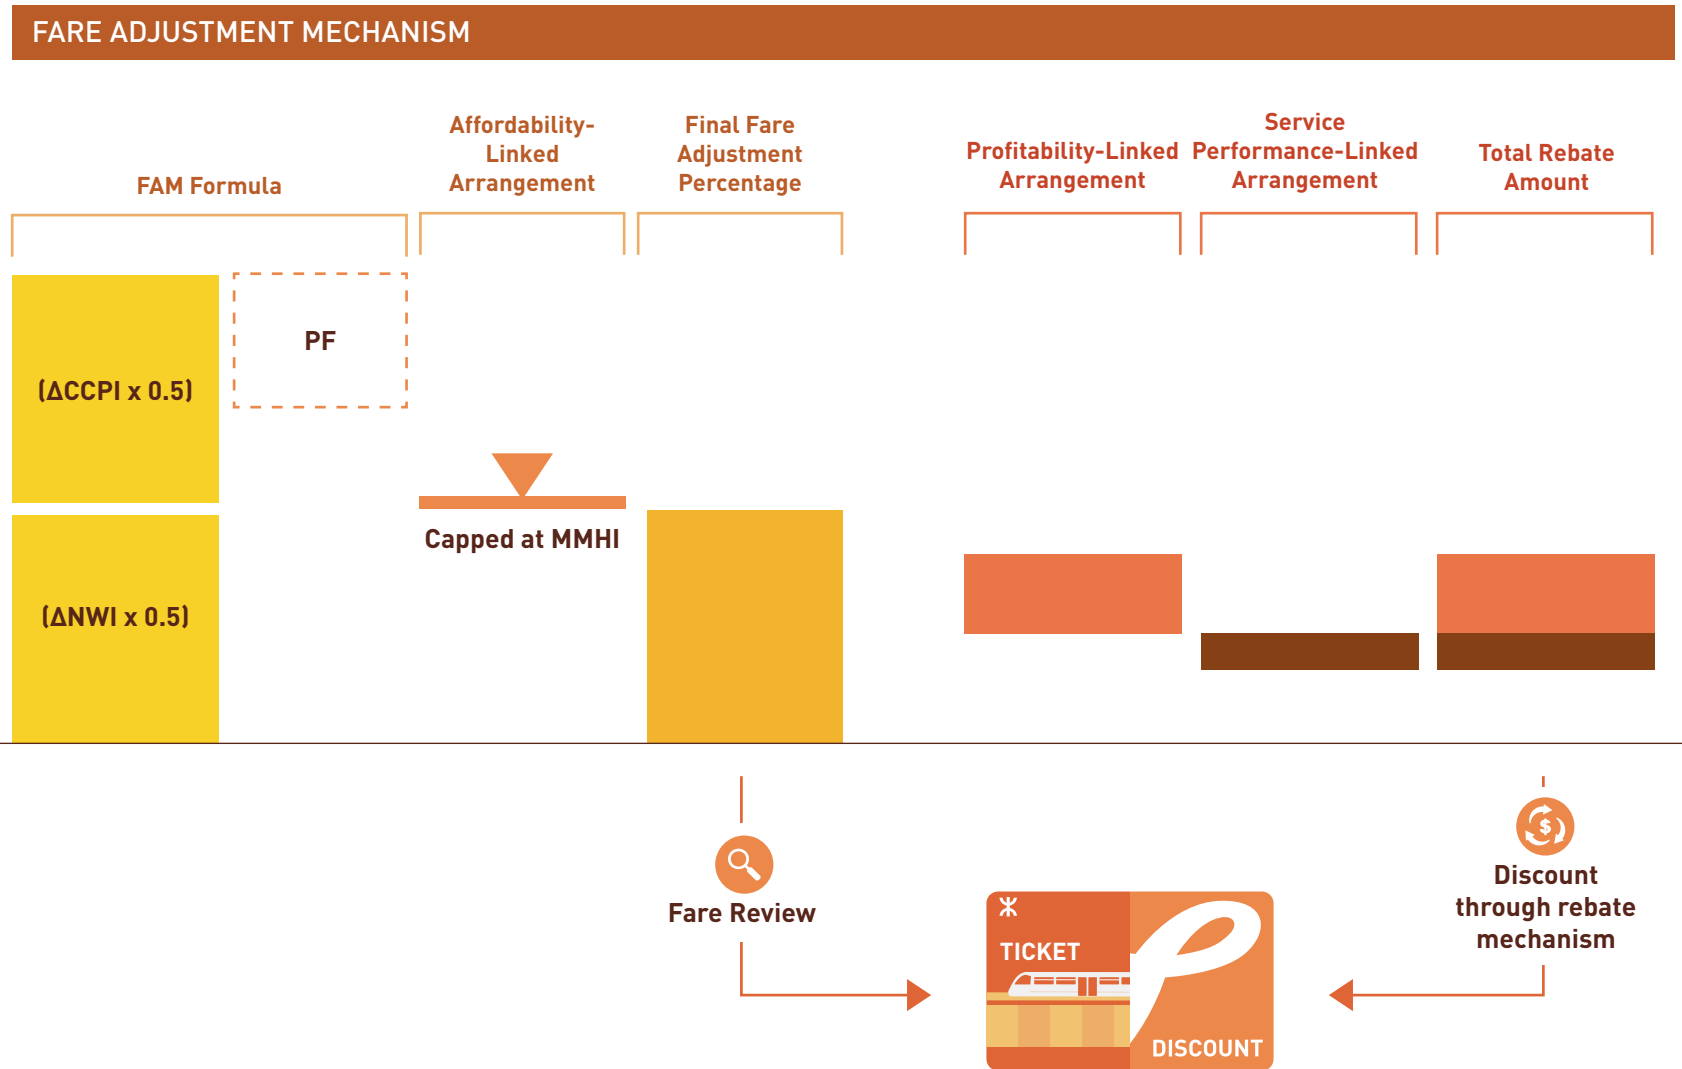 FARE ADJUSTMENT MECHANISM
FAM Formula
Affordability-
Linked
Arrangement
Final Fare
Adjustment
Percentage
Profitability-Linked
Arrangement
Service
Performance-Linked
Arrangement
Total Rebate
Amount
(ΔCCPI x 0.5)
PF
Capped at MMHI
(ΔNWI x 0.5)
Fare Review
$
Discount
through rebate
mechanism
TICKET
DISCOUNT